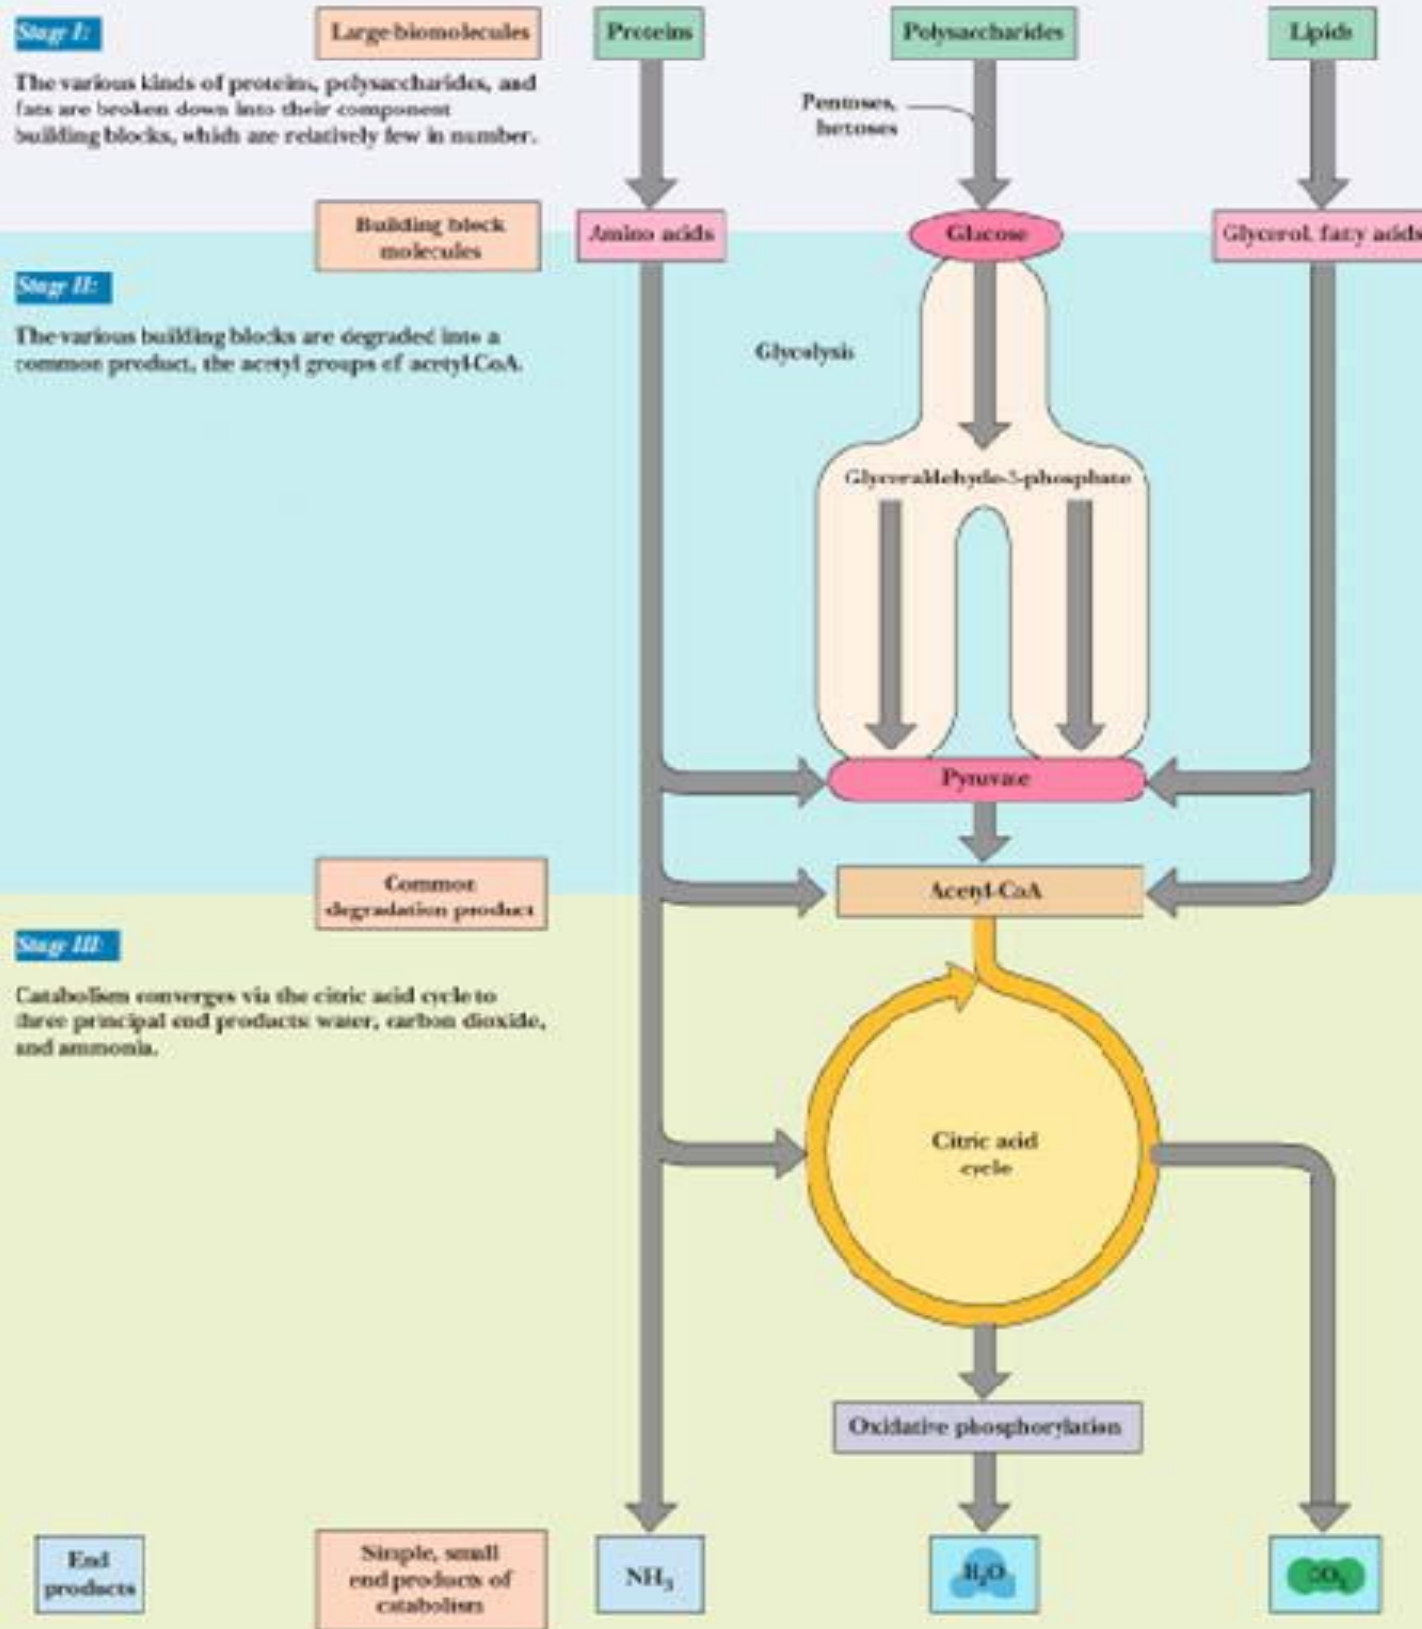 Stage I:
Large biomolecules
Proteins
Polysaccharides
Lipids
The various kinds of proteins, polysaccharides, and
fats are broken down into their component
building blocks, which are relatively few in number.
Pentoses,
hexoses
Building block
molecules
Amino acids
Glucose
Glycerol, fatty acids
Stage II:
The various building blocks are degraded into a
common product, the acetyl groups of acetyl-CoA.
Glycolysis
Glyceraldehyde-3-phosphate
Pyruvate
Common
degradation product
Acetyl-CoA
Stage III:
Catabolism converges via the citric acid cycle to
three principal end products: water, carbon dioxide,
and ammonia.
Citric acid
cycle
Oxidative phosphorylation
End
products
Simple, small
end products of
catabolism
NH₃
H₂O
CO₂